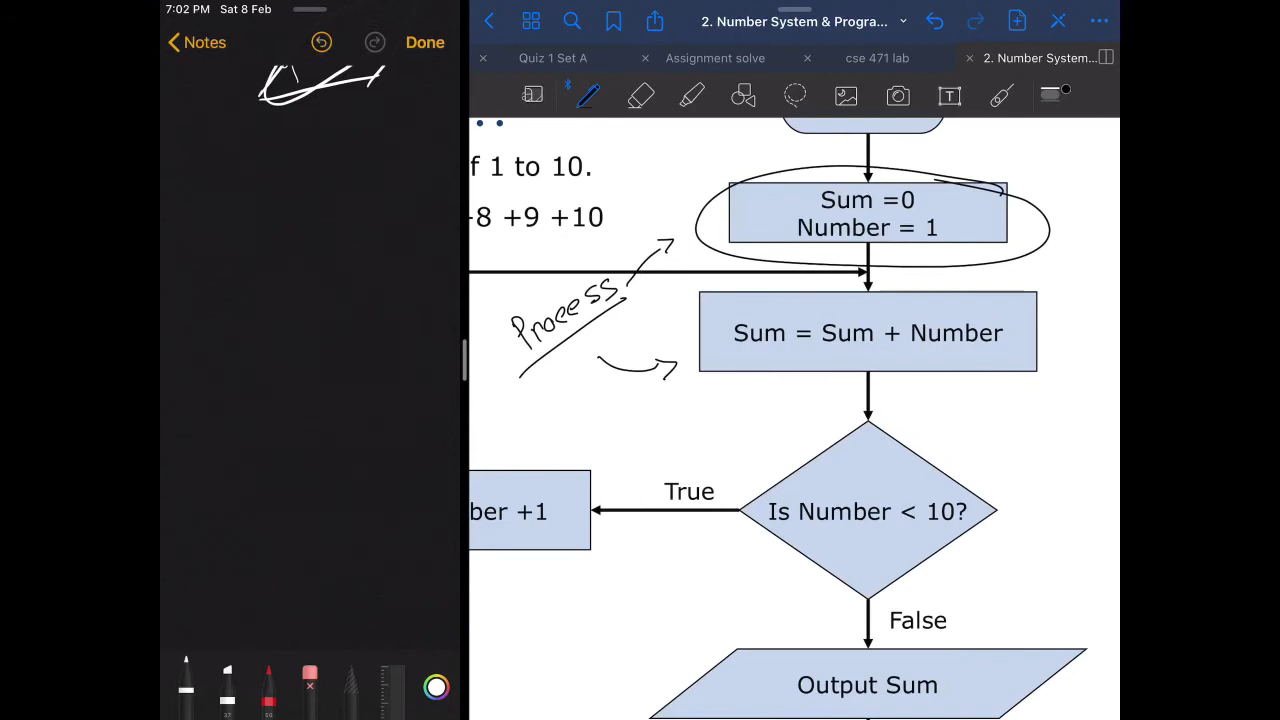 7:02 PM Sat 8 Feb
Notes
Done
2. Number System & Progra...
Quiz 1 Set A
Assignment solve
cse 471 lab
2. Number System...
T
f 1 to 10.
-8 +9 +10
Sum =0
Number = 1
Process
Sum = Sum + Number
True
Is Number < 10?
ber +1
False
Output Sum